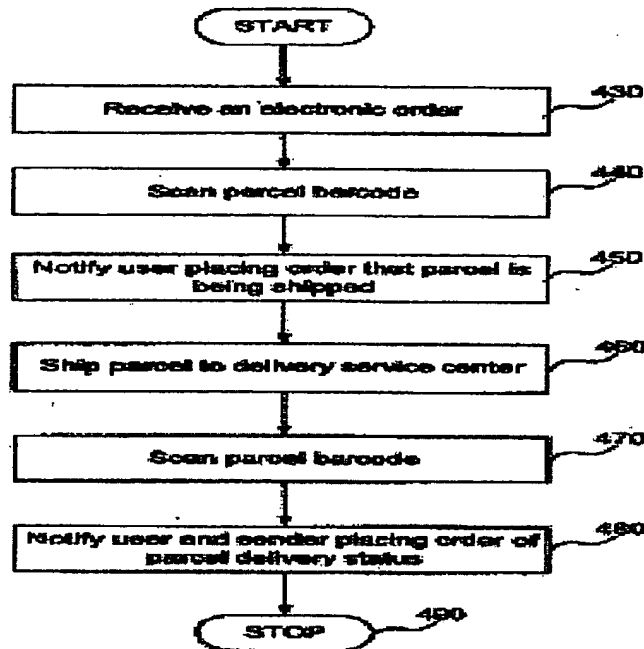 START
Receive an electronic order
430
Scan parcel barcode
440
Notify user placing order that parcel is
being shipped
450
Ship parcel to delivery service center
460
Scan parcel barcode
470
Notify user and sender placing order of
parcel delivery status
480
STOP
490